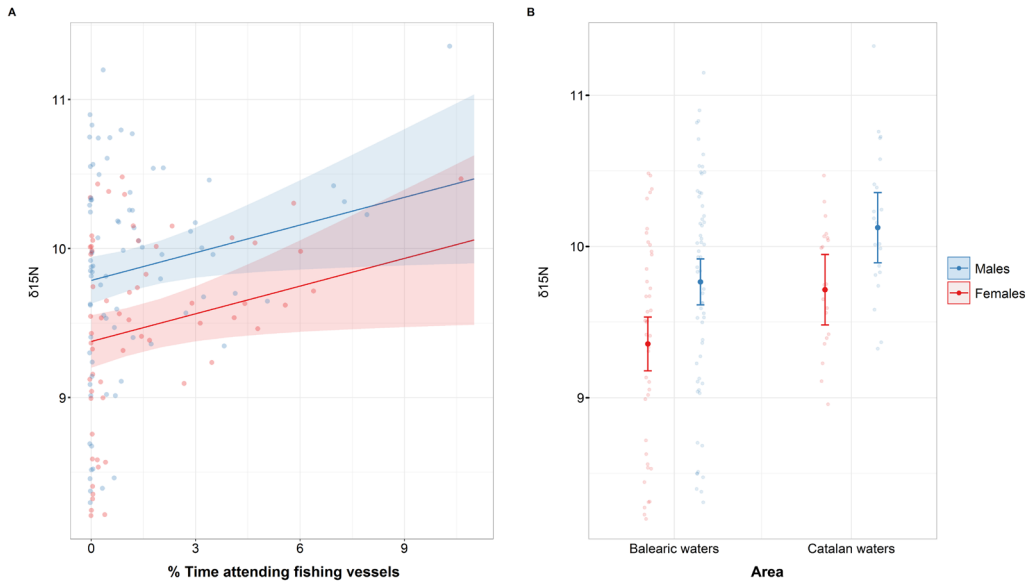 A
B
11
10
9
δ15N
0 3 6 9
% Time attending fishing vessels
11
10
9
δ15N
Balearic waters Catalan waters
Area
Males
Females